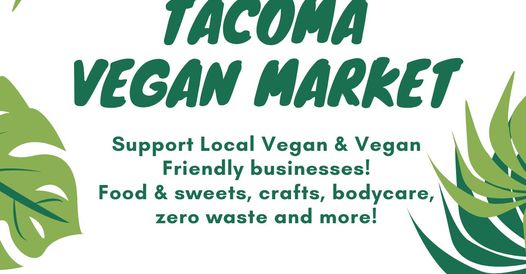 TACOMA
VEGAN MARKET
Support Local Vegan & Vegan
Friendly businesses!
Food & sweets, crafts, bodycare,
zero waste and more!